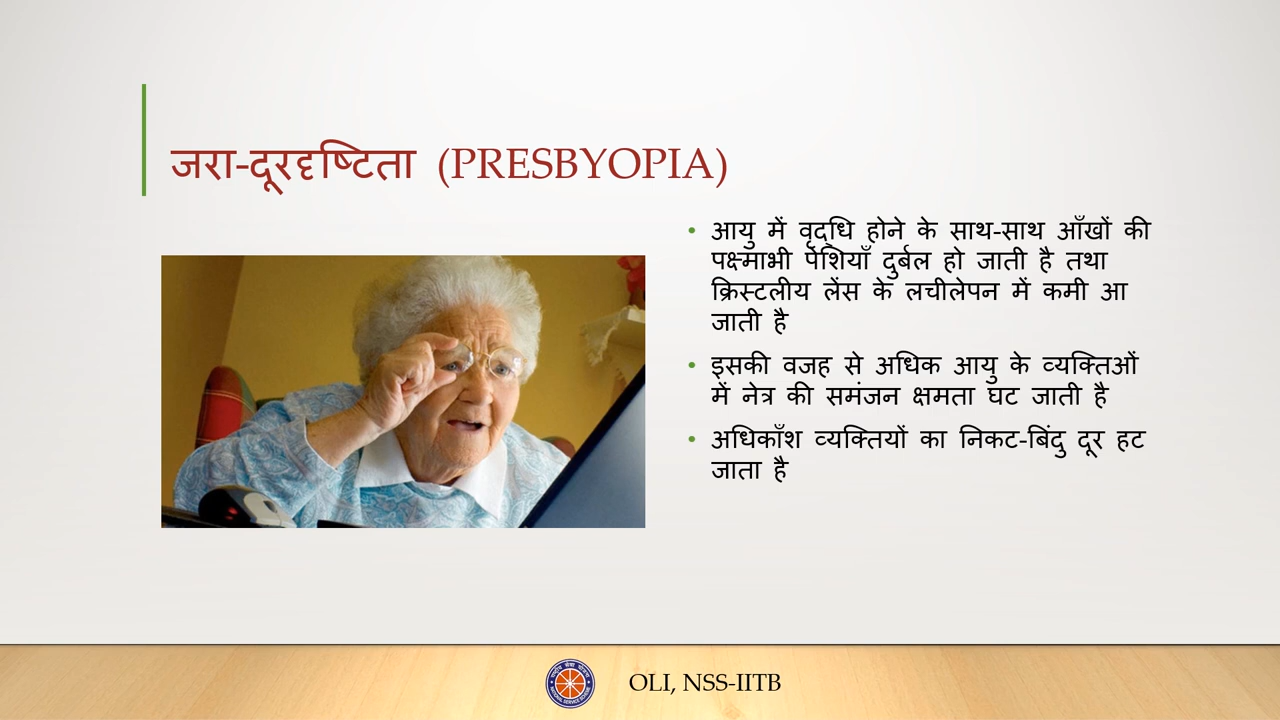 जरा-दूरदृष्टिता (PRESBYOPIA)
• आयु में वृद्धि होने के साथ-साथ आँखों की
पक्ष्माभी पेशियाँ दुर्बल हो जाती है तथा
क्रिस्टलीय लेंस के लचीलेपन में कमी आ
जाती है
• इसकी वजह से अधिक आयु के व्यक्तिओं
में नेत्र की समंजन क्षमता घट जाती है
• अधिकाँश व्यक्तियों का निकट-बिंदु दूर हट
जाता है
OLI, NSS-IITB